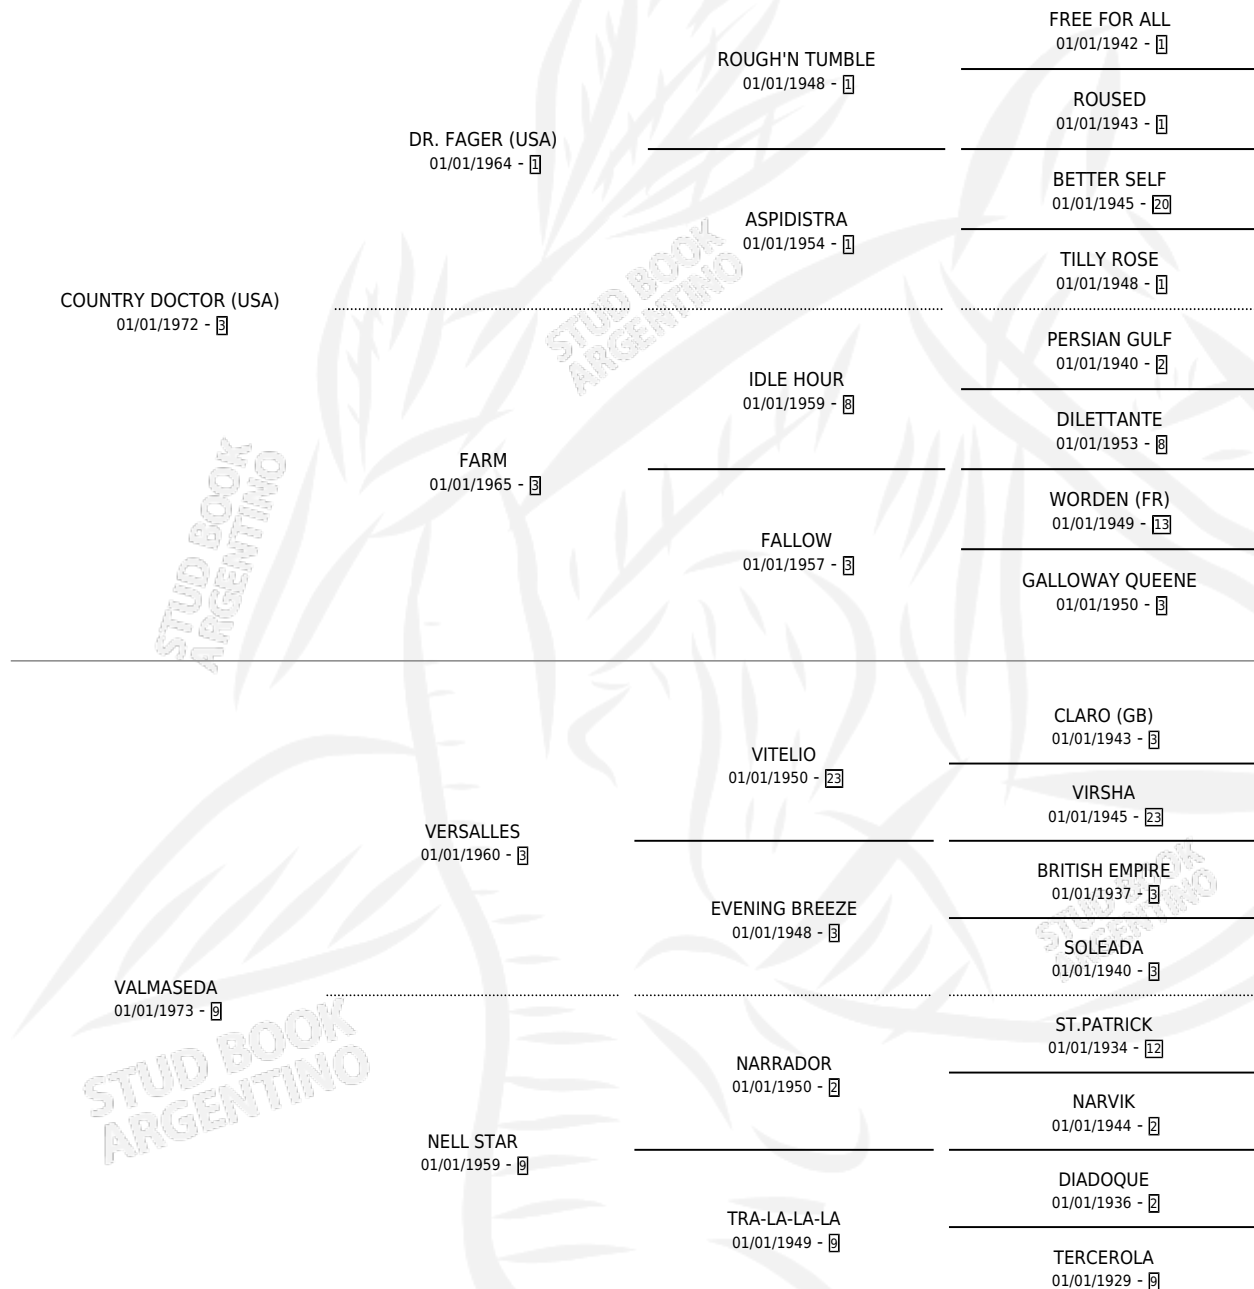 FREE FOR ALL
01/01/1942 - 1
ROUGH'N TUMBLE
01/01/1948 - 1
ROUSED
01/01/1943 - 1
DR. FAGER (USA)
01/01/1964 - 1
BETTER SELF
01/01/1945 - 20
ASPIDISTRA
01/01/1954 - 1
TILLY ROSE
01/01/1948 - 1
COUNTRY DOCTOR (USA)
01/01/1972 - 3
PERSIAN GULF
01/01/1940 - 2
IDLE HOUR
01/01/1959 - 8
DILETTANTE
01/01/1953 - 8
FARM
01/01/1965 - 3
WORDEN (FR)
01/01/1949 - 13
FALLOW
01/01/1957 - 3
GALLOWAY QUEENE
01/01/1950 - 3
CLARO (GB)
01/01/1943 - 3
VITELIO
01/01/1950 - 23
VIRSHA
01/01/1945 - 23
VERSALLES
01/01/1960 - 3
BRITISH EMPIRE
01/01/1937 - 3
EVENING BREEZE
01/01/1948 - 3
SOLEADA
01/01/1940 - 3
VALMASEDA
01/01/1973 - 9
ST.PATRICK
01/01/1934 - 12
NARRADOR
01/01/1950 - 2
NARVIK
01/01/1944 - 2
NELL STAR
01/01/1959 - 9
DIADOQUE
01/01/1936 - 2
TRA-LA-LA-LA
01/01/1949 - 9
TERCEROLA
01/01/1929 - 9
STUD BOOK
ARGENTINO
STUD BOOK
ARGENTINO
STUD BOOK
ARGENTINO
STUD BOOK
ARGENTINO